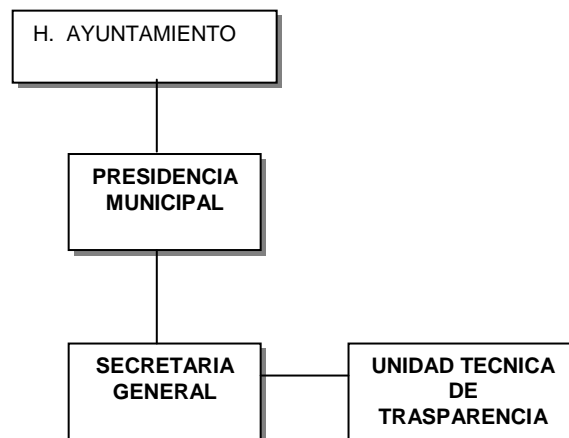 H. AYUNTAMIENTO
PRESIDENCIA
MUNICIPAL
SECRETARIA
GENERAL
UNIDAD TECNICA
DE
TRASPARENCIA